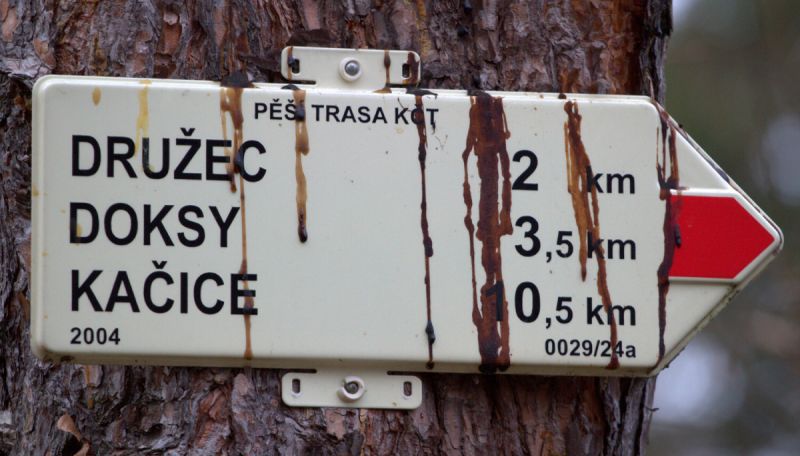 PĚŠÍ TRASA KČT
DRUŽEC 2 km
DOKSY 3,5 km
KAČICE 10,5 km
2004 0029/24a